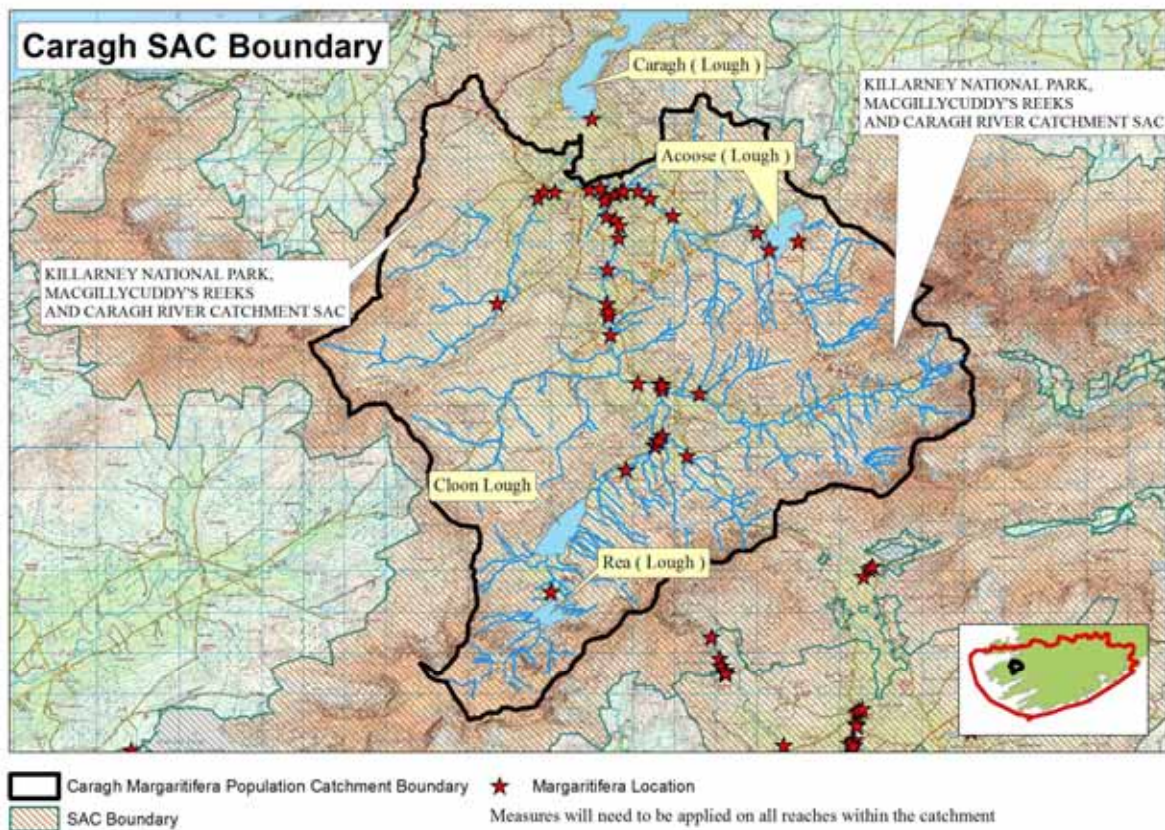 Caragh SAC Boundary
Caragh ( Lough )
KILLARNEY NATIONAL PARK,
MACGILLYCUDDY'S REEKS
AND CARAGH RIVER CATCHMENT SAC
Acoose ( Lough )
KILLARNEY NATIONAL PARK,
MACGILLYCUDDY'S REEKS
AND CARAGH RIVER CATCHMENT SAC
Cloon Lough
Rea ( Lough )
Caragh Margaritifera Population Catchment Boundary
Margaritifera Location
SAC Boundary
Measures will need to be applied on all reaches within the catchment